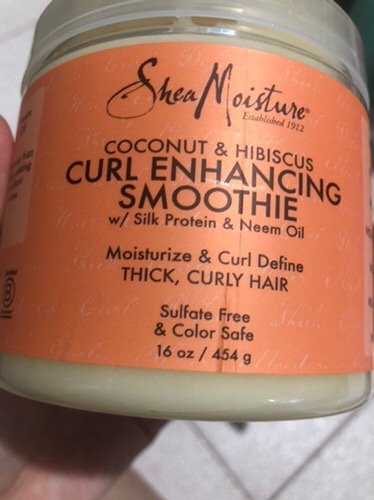 SheaMoisture®
Established 1912
COCONUT & HIBISCUS
CURL ENHANCING
SMOOTHIE
w/ Silk Protein & Neem Oil
Moisturize & Curl Define
THICK, CURLY HAIR
Sulfate Free
& Color Safe
16 oz / 454 g